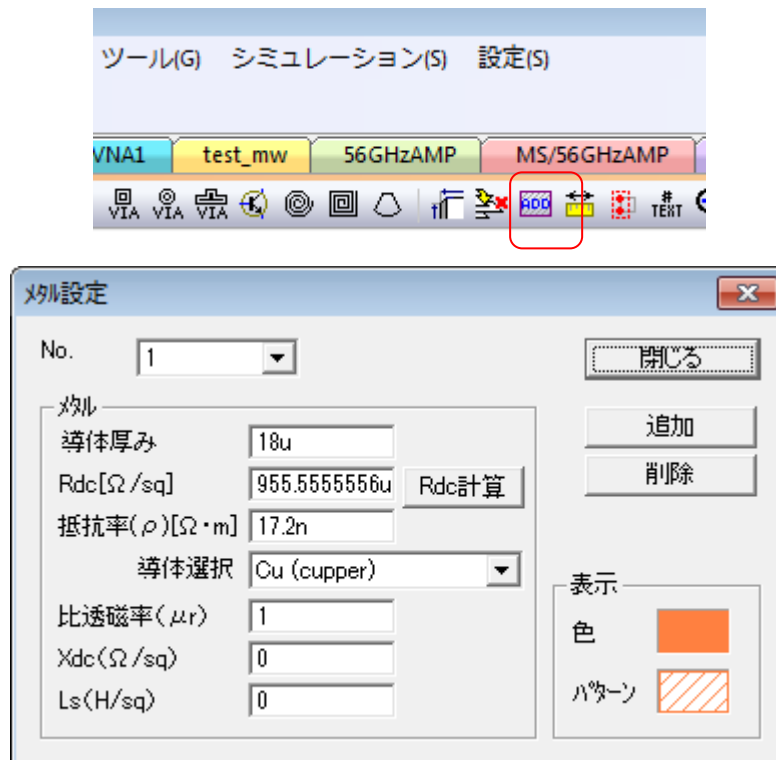 ツール(G) シミュレーション(S) 設定(S)
VNA1 test_mw 56GHzAMP MS/56GHzAMP
VIA VIA VIA ADD # TEXT
ﾒﾀﾙ設定
No. 1 閉じる
ﾒﾀﾙ
追加
導体厚み 18u
削除
Rdc[Ω/sq] 955.5555556u Rdc計算
抵抗率(ρ)[Ω・m] 17.2n
導体選択 Cu (cupper)
表示
比透磁率(μr) 1
色
Xdc(Ω/sq) 0
ﾊﾟﾀｰﾝ
Ls(H/sq) 0